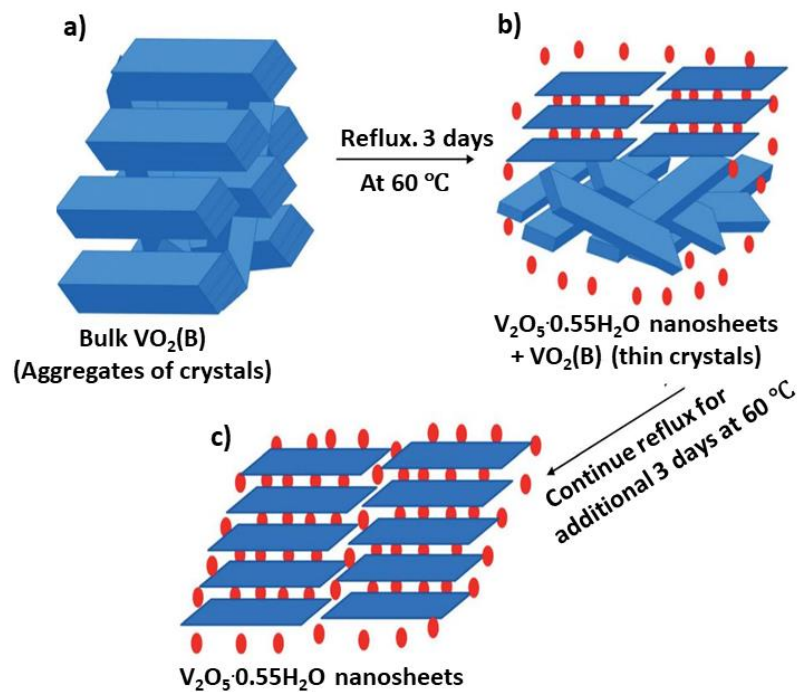 a)
Bulk VO₂(B)
(Aggregates of crystals)
Reflux. 3 days
At 60 ℃
b)
V₂O₅·0.55H₂O nanosheets
+ VO₂(B) (thin crystals)
Continue reflux for
additional 3 days at 60 ℃
c)
V₂O₅·0.55H₂O nanosheets